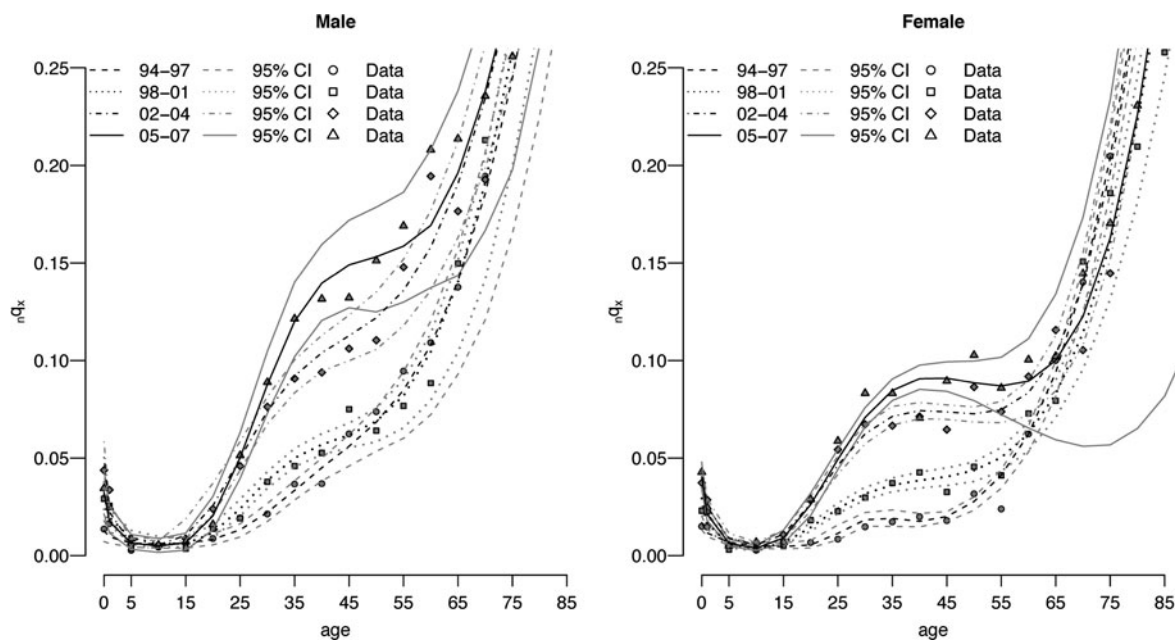 Male
0.25
0.20
0.15
0.10
0.05
0.00
nqx
94–97 95% CI Data
98–01 95% CI Data
02–04 95% CI Data
05–07 95% CI Data
0 5 15 25 35 45 55 65 75 85
age
Female
0.25
0.20
0.15
0.10
0.05
0.00
nqx
94–97 95% CI Data
98–01 95% CI Data
02–04 95% CI Data
05–07 95% CI Data
0 5 15 25 35 45 55 65 75 85
age